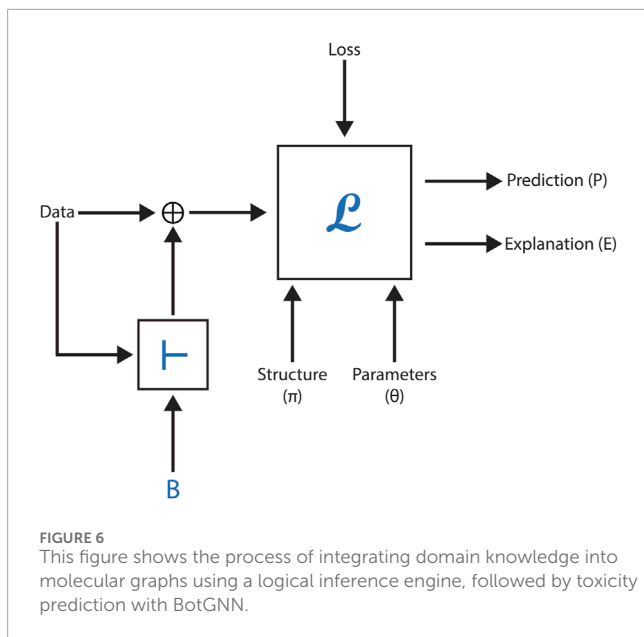 Loss
Data
⊕
ℒ
Prediction (P)
Explanation (E)
⊢
Structure
(π)
Parameters
(θ)
B
FIGURE 6
This figure shows the process of integrating domain knowledge into
molecular graphs using a logical inference engine, followed by toxicity
prediction with BotGNN.